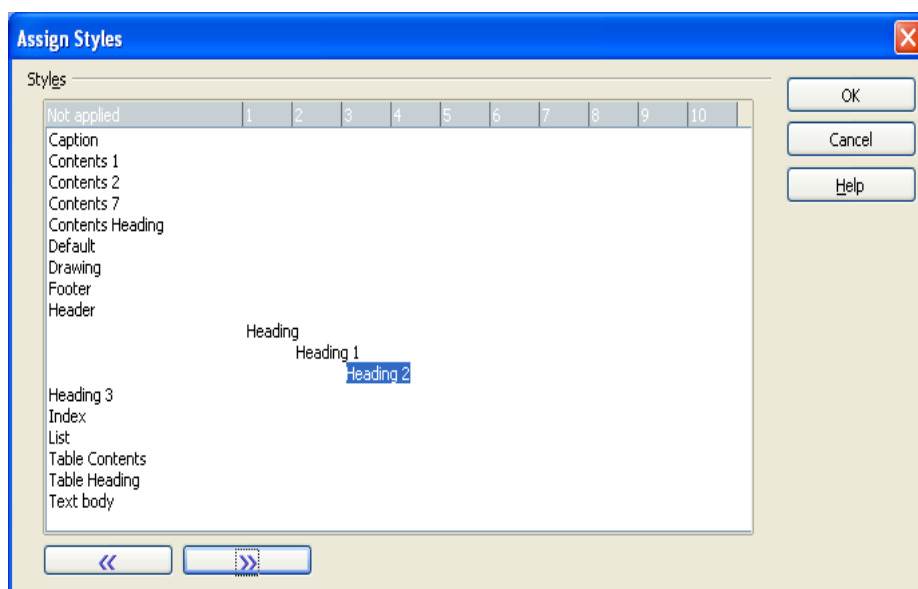 Assign Styles
Styles
OK
Cancel
Help
Not applied 1 2 3 4 5 6 7 8 9 10
Caption
Contents 1
Contents 2
Contents 7
Contents Heading
Default
Drawing
Footer
Header
Heading
Heading 1
Heading 2
Heading 3
Index
List
Table Contents
Table Heading
Text body